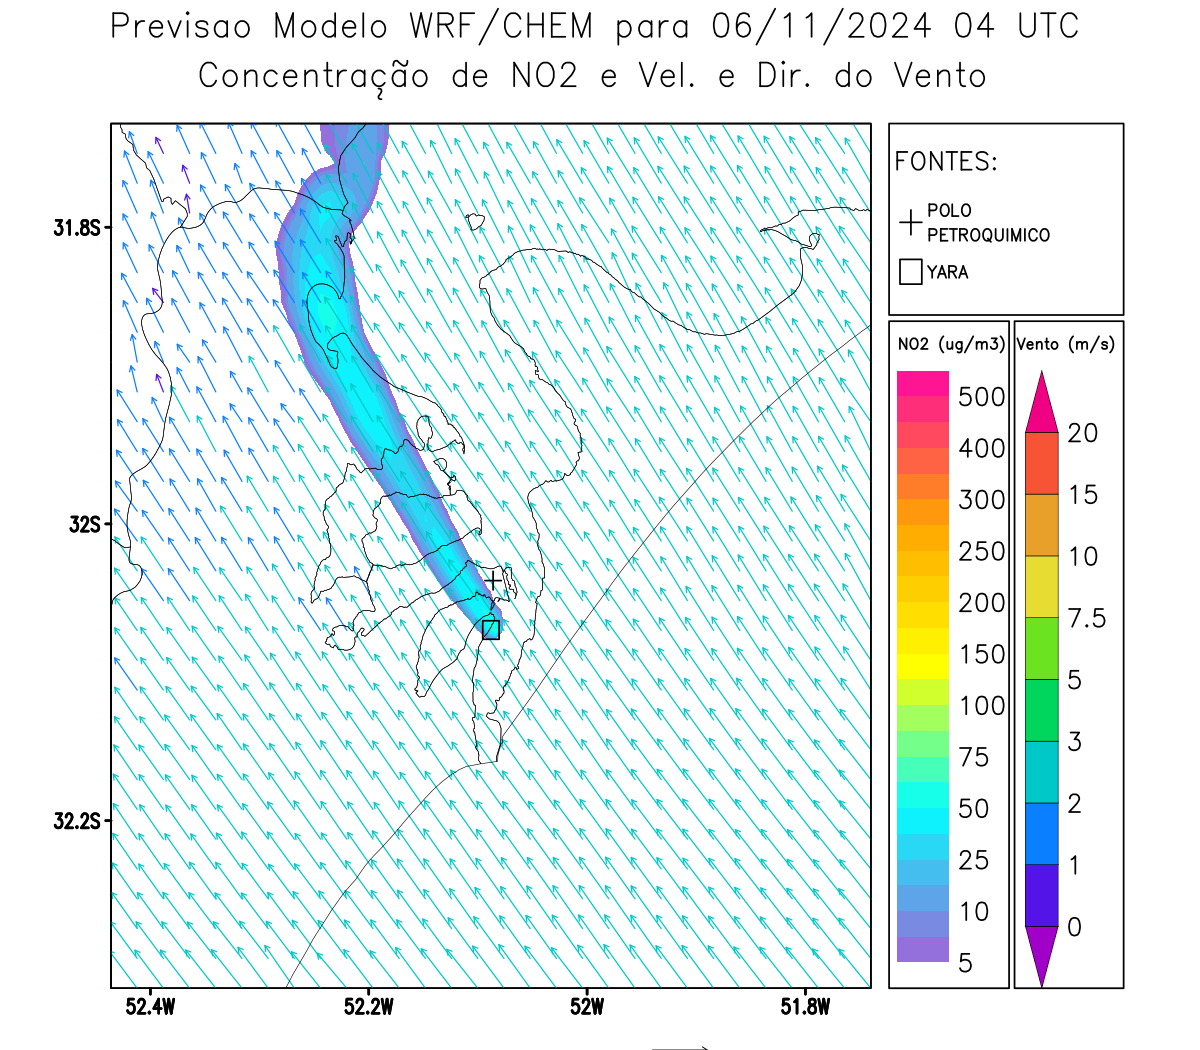 Previsao Modelo WRF/CHEM para 06/11/2024 04 UTC
Concentração de NO2 e Vel. e Dir. do Vento
FONTES:
POLO
PETROQUIMICO
YARA
NO2 (ug/m3)
500
400
300
250
200
150
100
75
50
25
10
5
Vento (m/s)
20
15
10
7.5
5
3
2
1
0
31.8S
32S
32.2S
52.4W
52.2W
52W
51.8W